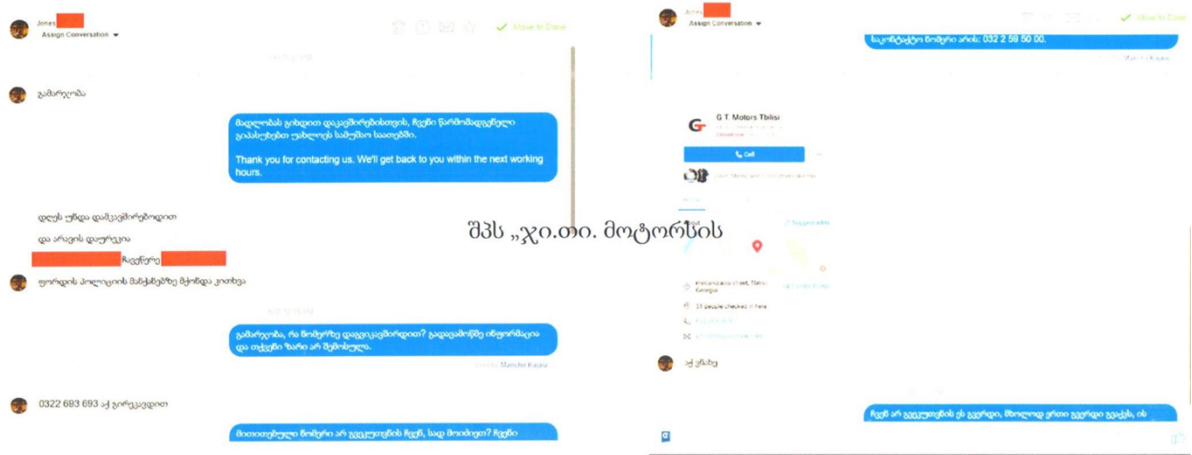 Jones
Assign Conversation
Move to Done
გამარჯობა
მადლობას გიხდით დაკავშირებისთვის, ჩვენი წარმომადგენელი
გიპასუხებთ უახლოეს სამუშაო საათებში.
Thank you for contacting us. We'll get back to you within the next working
hours.
დღეს უნდა დამკავშირებოდით
და არავის დაურეკია
ჩავეწერე
ფორდის პოლიციის მანქანებზე მქონდა კითხვა
გამარჯობა, რა ნომერზე დაგვიკავშირდით? გადავამოწმე ინფორმაცია
და თქვენი ზარი არ შემოსულა.
0322 693 693 აქ გირეკავდით
მითითებული ნომერი არ გვეკუთვნის ჩვენ, სად მოიძიეთ? ჩვენი
შპს „ჯი.თი. მოტორსის
Jones
Assign Conversation
Move to Done
საკონტაქტო ნომერი არის: 032 2 59 50 00.
G.T. Motors Tbilisi
Call
აქ ვნახე
ჩვენ არ გვეკუთვნის ეს გვერდი, მხოლოდ ერთი გვერდი გვაქვს, ის